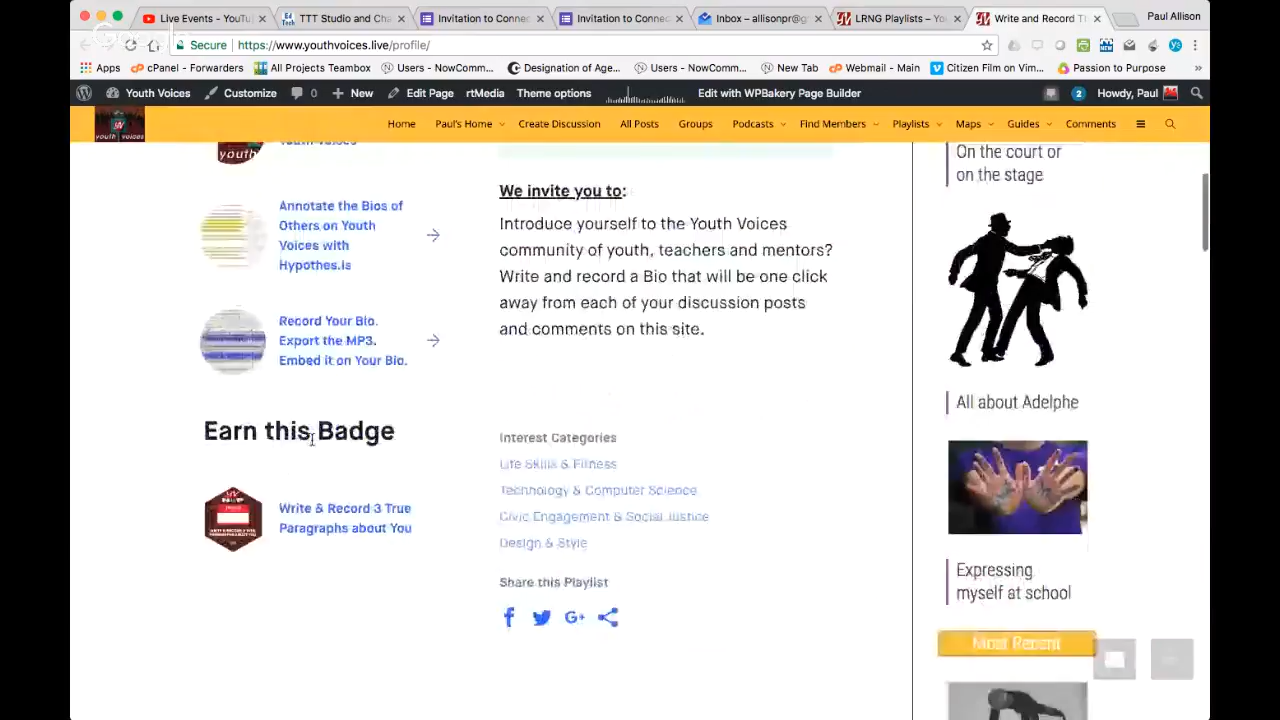 Live Events - YouTu
TTT Studio and Cha
Invitation to Connec
Invitation to Connec
Inbox – allisonpr@g
LRNG Playlists – Yo
Write and Record Th
Paul Allison
Secure
https://www.youthvoices.live/profile/
Apps
cPanel - Forwarders
All Projects Teambox
Users - NowComm...
Designation of Age...
Users - NowComm...
New Tab
Webmail - Main
Citizen Film on Vim...
Passion to Purpose
Youth Voices
Customize
0
New
Edit Page
rtMedia
Theme options
Edit with WPBakery Page Builder
2
Howdy, Paul
youth voices
Home
Paul's Home
Create Discussion
All Posts
Groups
Podcasts
Find Members
Playlists
Maps
Guides
Comments
Youth Voices
Annotate the Bios of
Others on Youth
Voices with
Hypothes.is
Record Your Bio.
Export the MP3.
Embed it on Your Bio.
Earn this Badge
Write & Record 3 True
Paragraphs about You
We invite you to:
Introduce yourself to the Youth Voices
community of youth, teachers and mentors?
Write and record a Bio that will be one click
away from each of your discussion posts
and comments on this site.
Interest Categories
Life Skills & Fitness
Technology & Computer Science
Civic Engagement & Social Justice
Design & Style
Share this Playlist
On the court or
on the stage
All about Adelphe
Expressing
myself at school
Most Recent